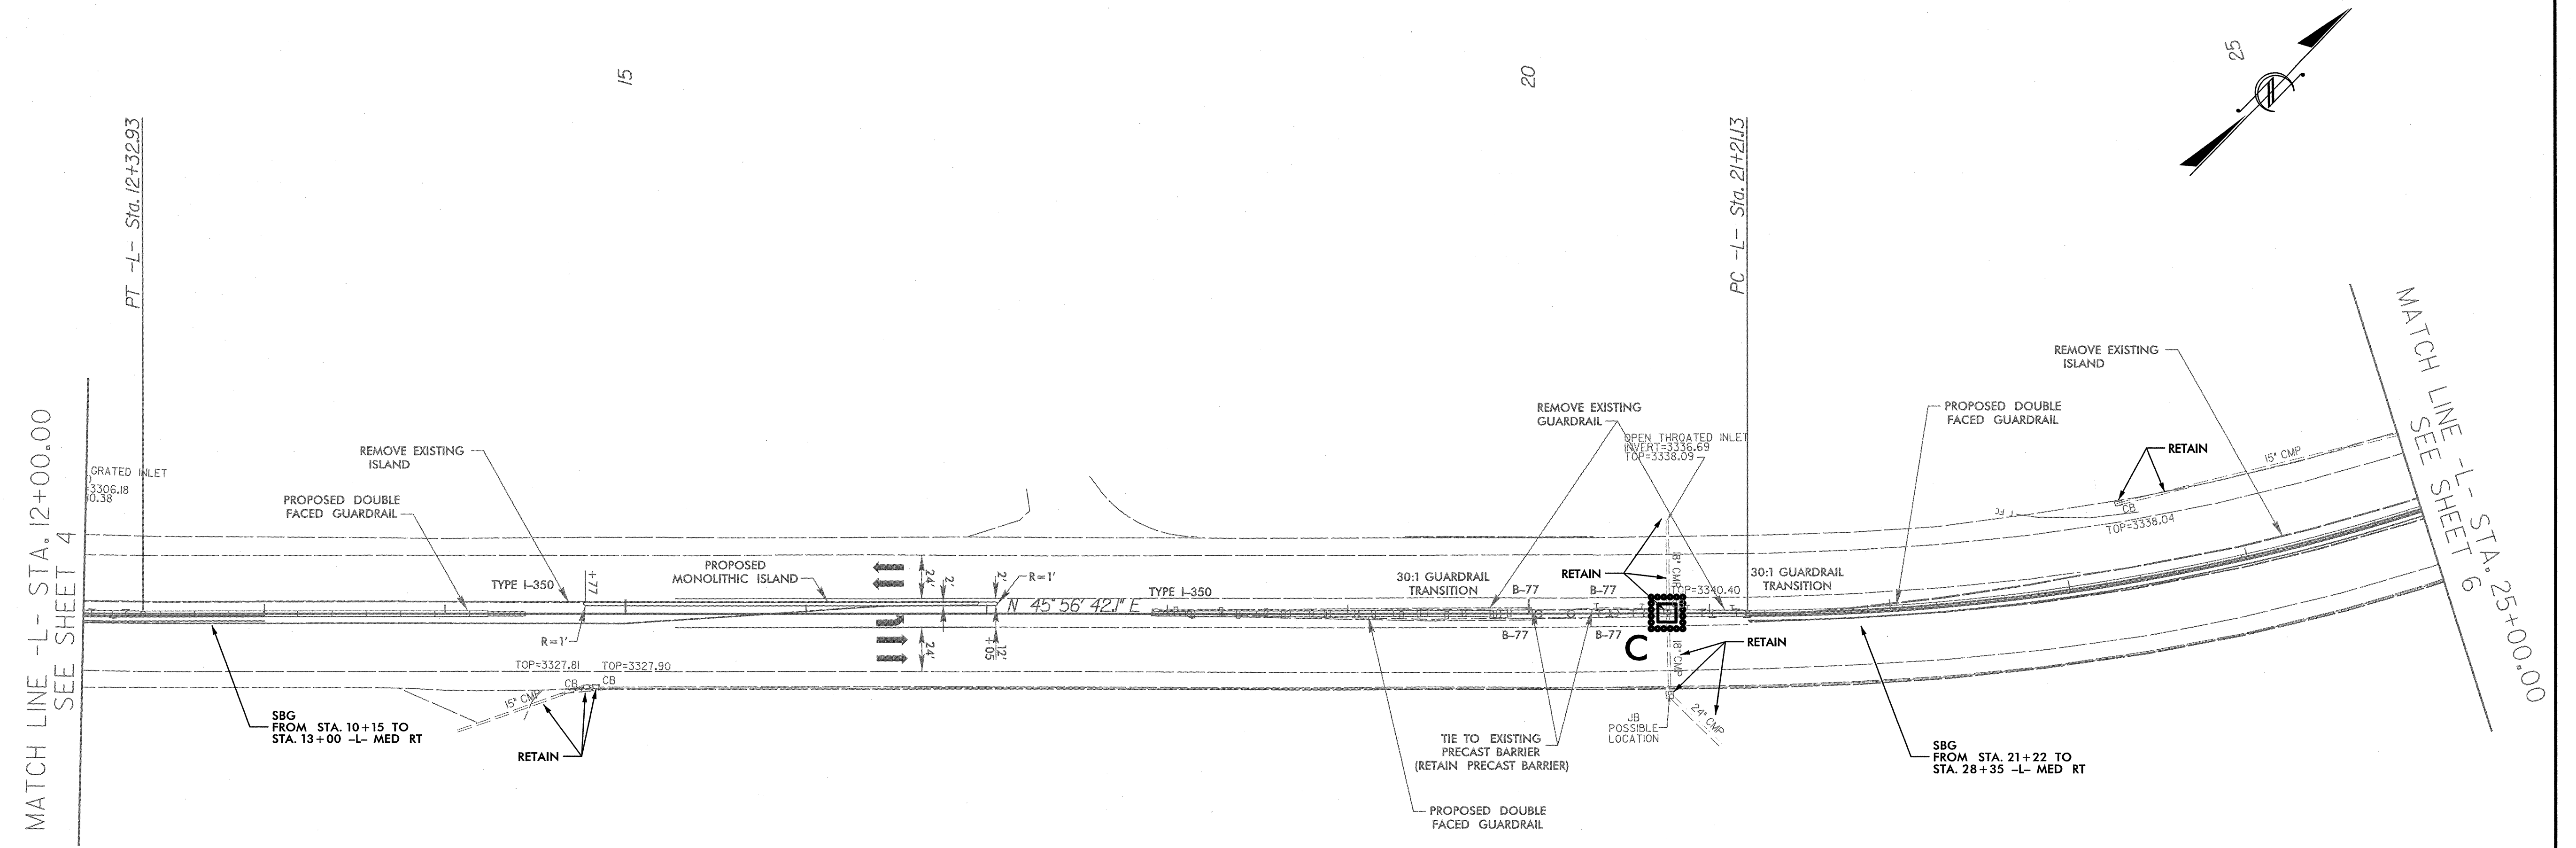 15
20
25
PT -L- Sta. 12+32.93
PC -L- Sta. 21+21.13
MATCH LINE -L- STA. 12+00.00
SEE SHEET 4
GRATED INLET
=3306.18
10.38
REMOVE EXISTING
ISLAND
PROPOSED DOUBLE
FACED GUARDRAIL
TYPE I-350
+77
R=1'
PROPOSED
MONOLITHIC ISLAND
24'
2'
2'
R=1'
N 45° 56' 42.1" E
24'
12'
+05
TYPE I-350
30:1 GUARDRAIL
TRANSITION
B-77
B-77
B-77
B-77
REMOVE EXISTING
GUARDRAIL
OPEN THROATED INLET
INVERT=3336.69
TOP=3338.09
RETAIN
18" CMP
TOP=3340.40
30:1 GUARDRAIL
TRANSITION
C
18" CMP
RETAIN
24" CMP
JB
POSSIBLE
LOCATION
TOP=3327.81
TOP=3327.90
CB
CB
15" CMP
RETAIN
SBG
FROM STA. 10+15 TO
STA. 13+00 -L- MED RT
TIE TO EXISTING
PRECAST BARRIER
(RETAIN PRECAST BARRIER)
PROPOSED DOUBLE
FACED GUARDRAIL
SBG
FROM STA. 21+22 TO
STA. 28+35 -L- MED RT
PROPOSED DOUBLE
FACED GUARDRAIL
REMOVE EXISTING
ISLAND
RETAIN
15" CMP
CB
TOP=3338.04
MATCH LINE -L- STA. 25+00.00
SEE SHEET 6